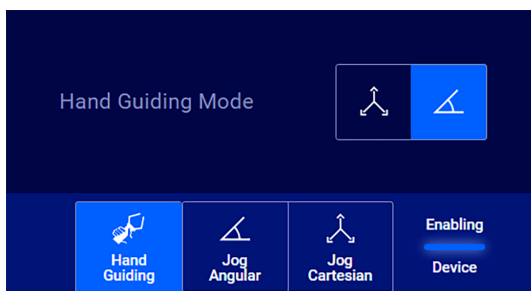 Hand Guiding Mode
Hand
Guiding
Jog
Angular
Jog
Cartesian
Enabling
Device